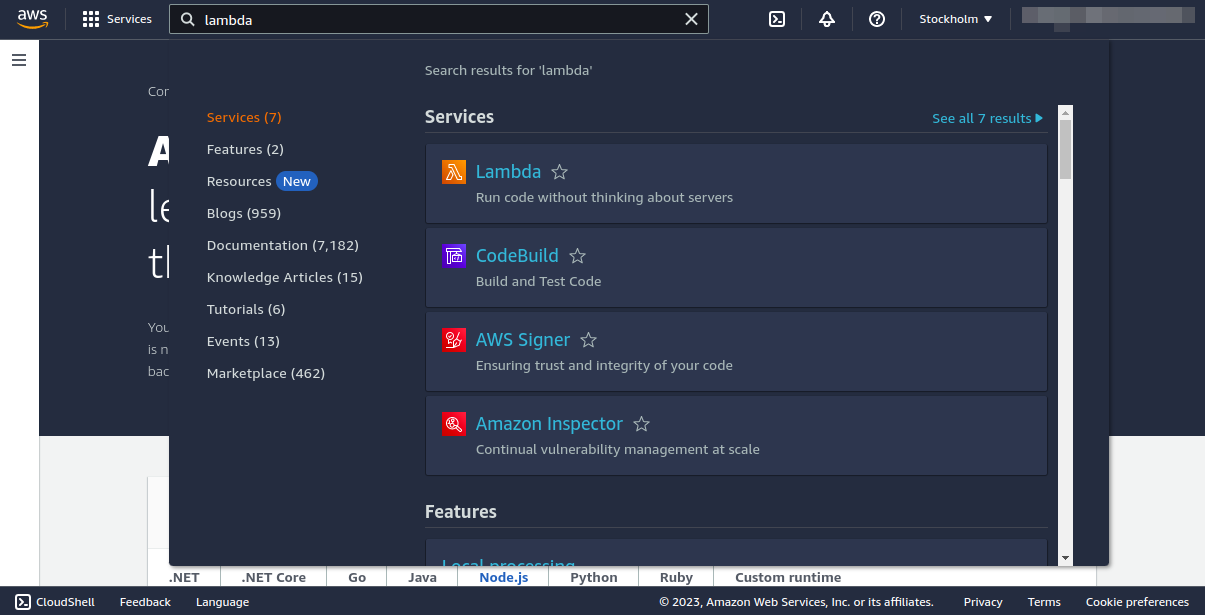 aws
Services
lambda
Stockholm
Search results for 'lambda'
Services (7)
Features (2)
Resources New
Blogs (959)
Documentation (7,182)
Knowledge Articles (15)
Tutorials (6)
Events (13)
Marketplace (462)
Services
See all 7 results
Lambda
Run code without thinking about servers
CodeBuild
Build and Test Code
AWS Signer
Ensuring trust and integrity of your code
Amazon Inspector
Continual vulnerability management at scale
Features
Local processing
You
is n
bac
.NET
.NET Core
Go
Java
Node.js
Python
Ruby
Custom runtime
CloudShell
Feedback
Language
© 2023, Amazon Web Services, Inc. or its affiliates.
Privacy
Terms
Cookie preferences